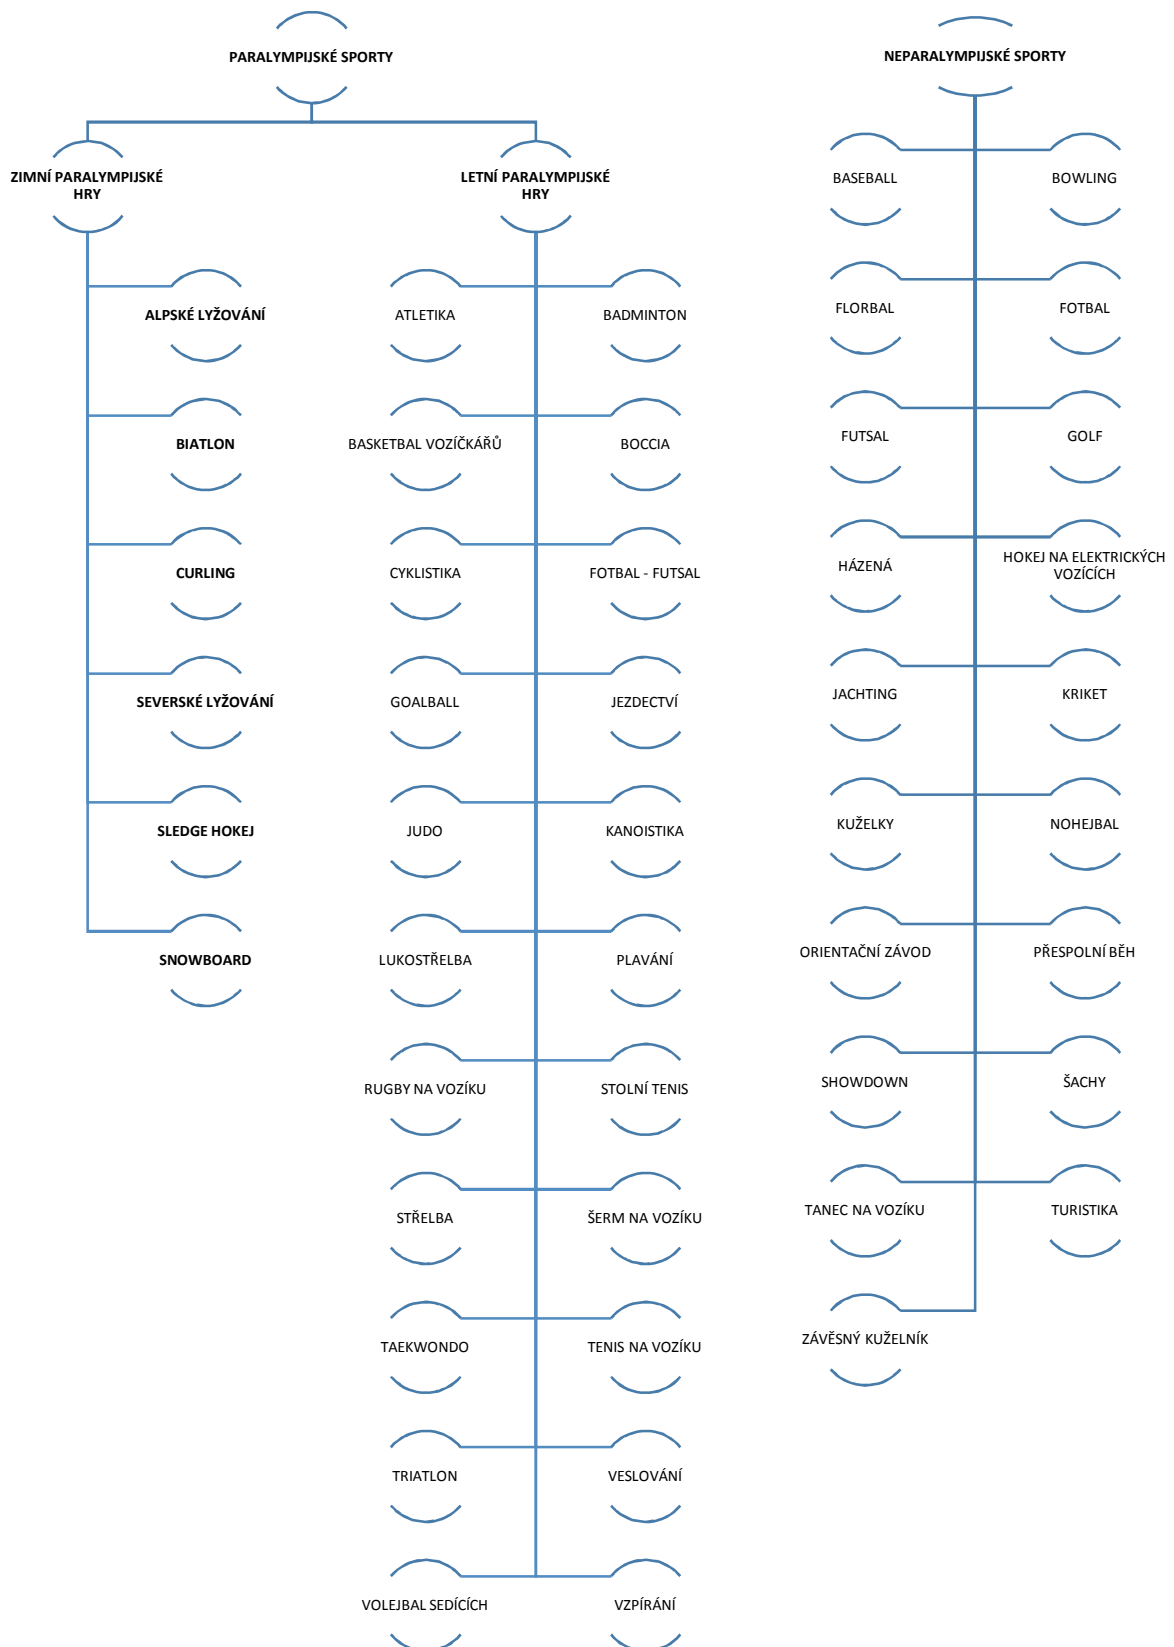 PARALYMPIJSKÉ SPORTY
ZIMNÍ PARALYMPIJSKÉ
HRY
ALPSKÉ LYŽOVÁNÍ
BIATLON
CURLING
SEVERSKÉ LYŽOVÁNÍ
SLEDGE HOKEJ
SNOWBOARD
LETNÍ PARALYMPIJSKÉ
HRY
ATLETIKA
BADMINTON
BASKETBAL VOZÍČKÁŘŮ
BOCCIA
CYKLISTIKA
FOTBAL - FUTSAL
GOALBALL
JEZDECTVÍ
JUDO
KANOISTIKA
LUKOSTŘELBA
PLAVÁNÍ
RUGBY NA VOZÍKU
STOLNÍ TENIS
STŘELBA
ŠERM NA VOZÍKU
TAEKWONDO
TENIS NA VOZÍKU
TRIATLON
VESLOVÁNÍ
VOLEJBAL SEDÍCÍCH
VZPÍRÁNÍ
NEPARALYMPIJSKÉ SPORTY
BASEBALL
BOWLING
FLORBAL
FOTBAL
FUTSAL
GOLF
HÁZENÁ
HOKEJ NA ELEKTRICKÝCH
VOZÍCÍCH
JACHTING
KRIKET
KUŽELKY
NOHEJBAL
ORIENTAČNÍ ZÁVOD
PŘESPOLNÍ BĚH
SHOWDOWN
ŠACHY
TANEC NA VOZÍKU
TURISTIKA
ZÁVĚSNÝ KUŽELNÍK